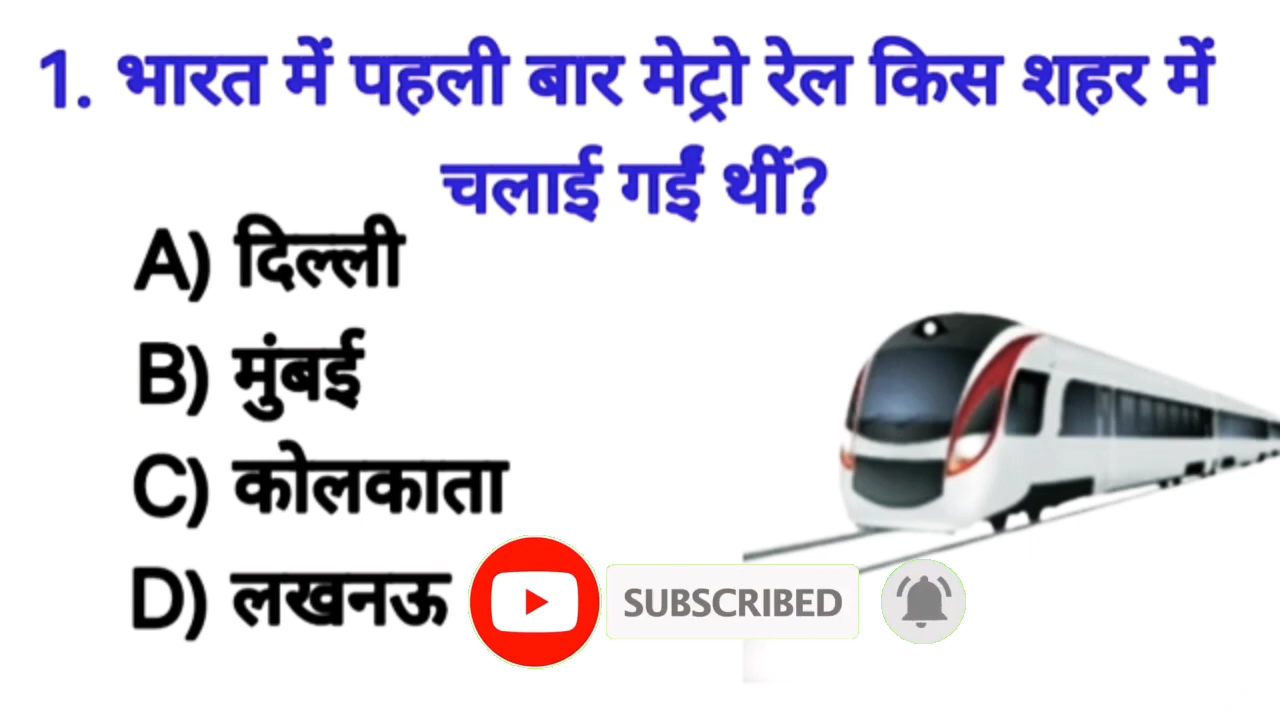 1. भारत में पहली बार मेट्रो रेल किस शहर में
चलाई गईं थीं?
A) दिल्ली
B) मुंबई
C) कोलकाता
D) लखनऊ
SUBSCRIBED